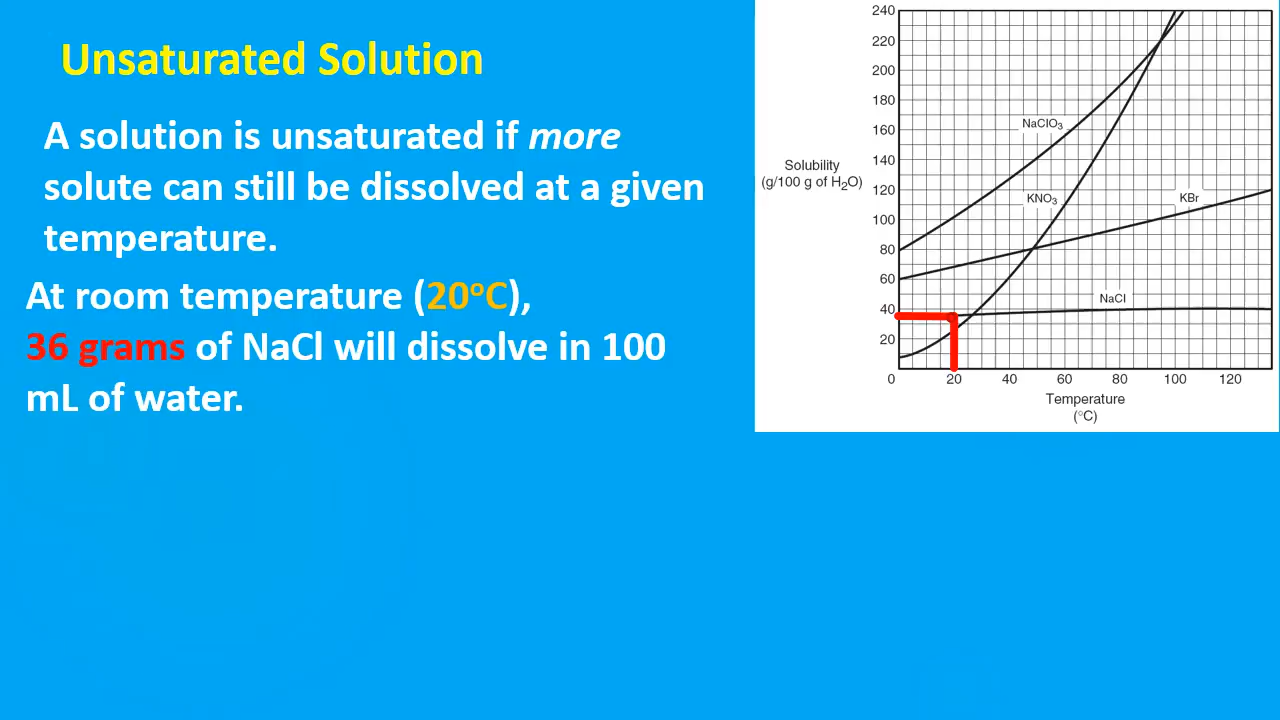 Unsaturated Solution
A solution is unsaturated if more
solute can still be dissolved at a given
temperature.
At room temperature (20°C),
36 grams of NaCl will dissolve in 100
mL of water.
240
220
200
180
160
140
120
100
80
60
40
20
0
Solubility
(g/100 g of H₂O)
NaClO₃
KNO₃
KBr
NaCl
20 40 60 80 100 120
Temperature
(°C)